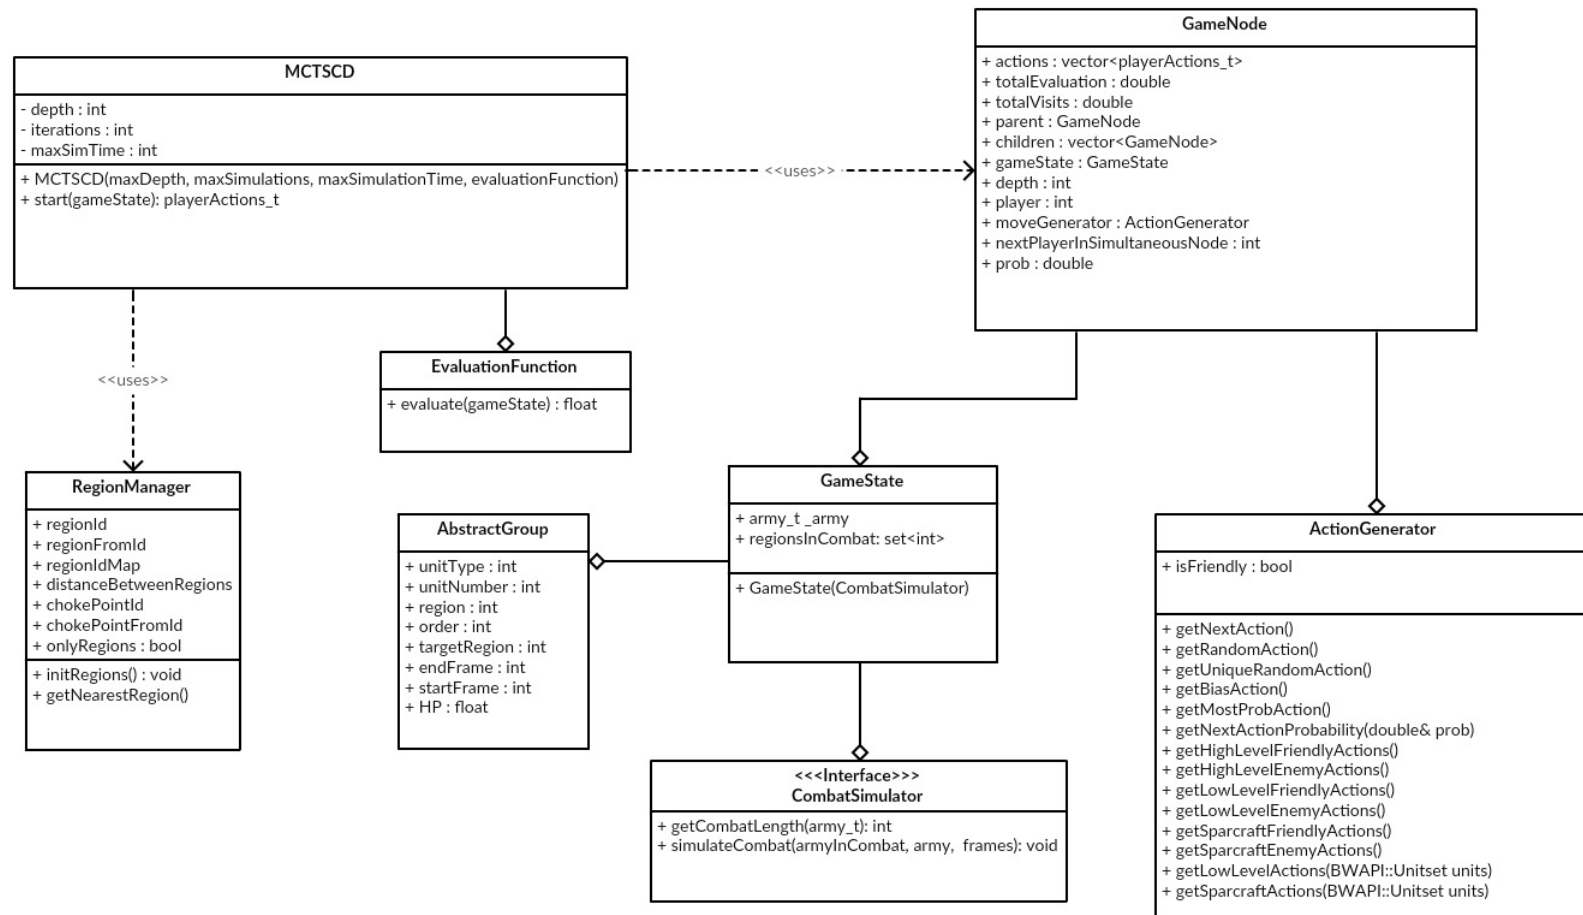 MCTSCD
- depth : int
- iterations : int
- maxSimTime : int
+ MCTSCD(maxDepth, maxSimulations, maxSimulationTime, evaluationFunction)
+ start(gameState): playerActions_t
<<uses>>
GameNode
+ actions : vector<playerActions_t>
+ totalEvaluation : double
+ totalVisits : double
+ parent : GameNode
+ children : vector<GameNode>
+ gameState : GameState
+ depth : int
+ player : int
+ moveGenerator : ActionGenerator
+ nextPlayerInSimultaneousNode : int
+ prob : double
<<uses>>
EvaluationFunction
+ evaluate(gameState) : float
RegionManager
+ regionId
+ regionFromId
+ regionIdMap
+ distanceBetweenRegions
+ chokePointId
+ chokePointFromId
+ onlyRegions : bool
+ initRegions() : void
+ getNearestRegion()
AbstractGroup
+ unitType : int
+ unitNumber : int
+ region : int
+ order : int
+ targetRegion : int
+ endFrame : int
+ startFrame : int
+ HP : float
GameState
+ army_t _army
+ regionsInCombat: set<int>
+ GameState(CombatSimulator)
<<<Interface>>>
CombatSimulator
+ getCombatLength(army_t): int
+ simulateCombat(armyInCombat, army, frames): void
ActionGenerator
+ isFriendly : bool
+ getNextAction()
+ getRandomAction()
+ getUniqueRandomAction()
+ getBiasAction()
+ getMostProbAction()
+ getNextActionProbability(double& prob)
+ getHighLevelFriendlyActions()
+ getHighLevelEnemyActions()
+ getLowLevelFriendlyActions()
+ getLowLevelEnemyActions()
+ getSparcraftFriendlyActions()
+ getSparcraftEnemyActions()
+ getLowLevelActions(BWAPI::Unitset units)
+ getSparcraftActions(BWAPI::Unitset units)